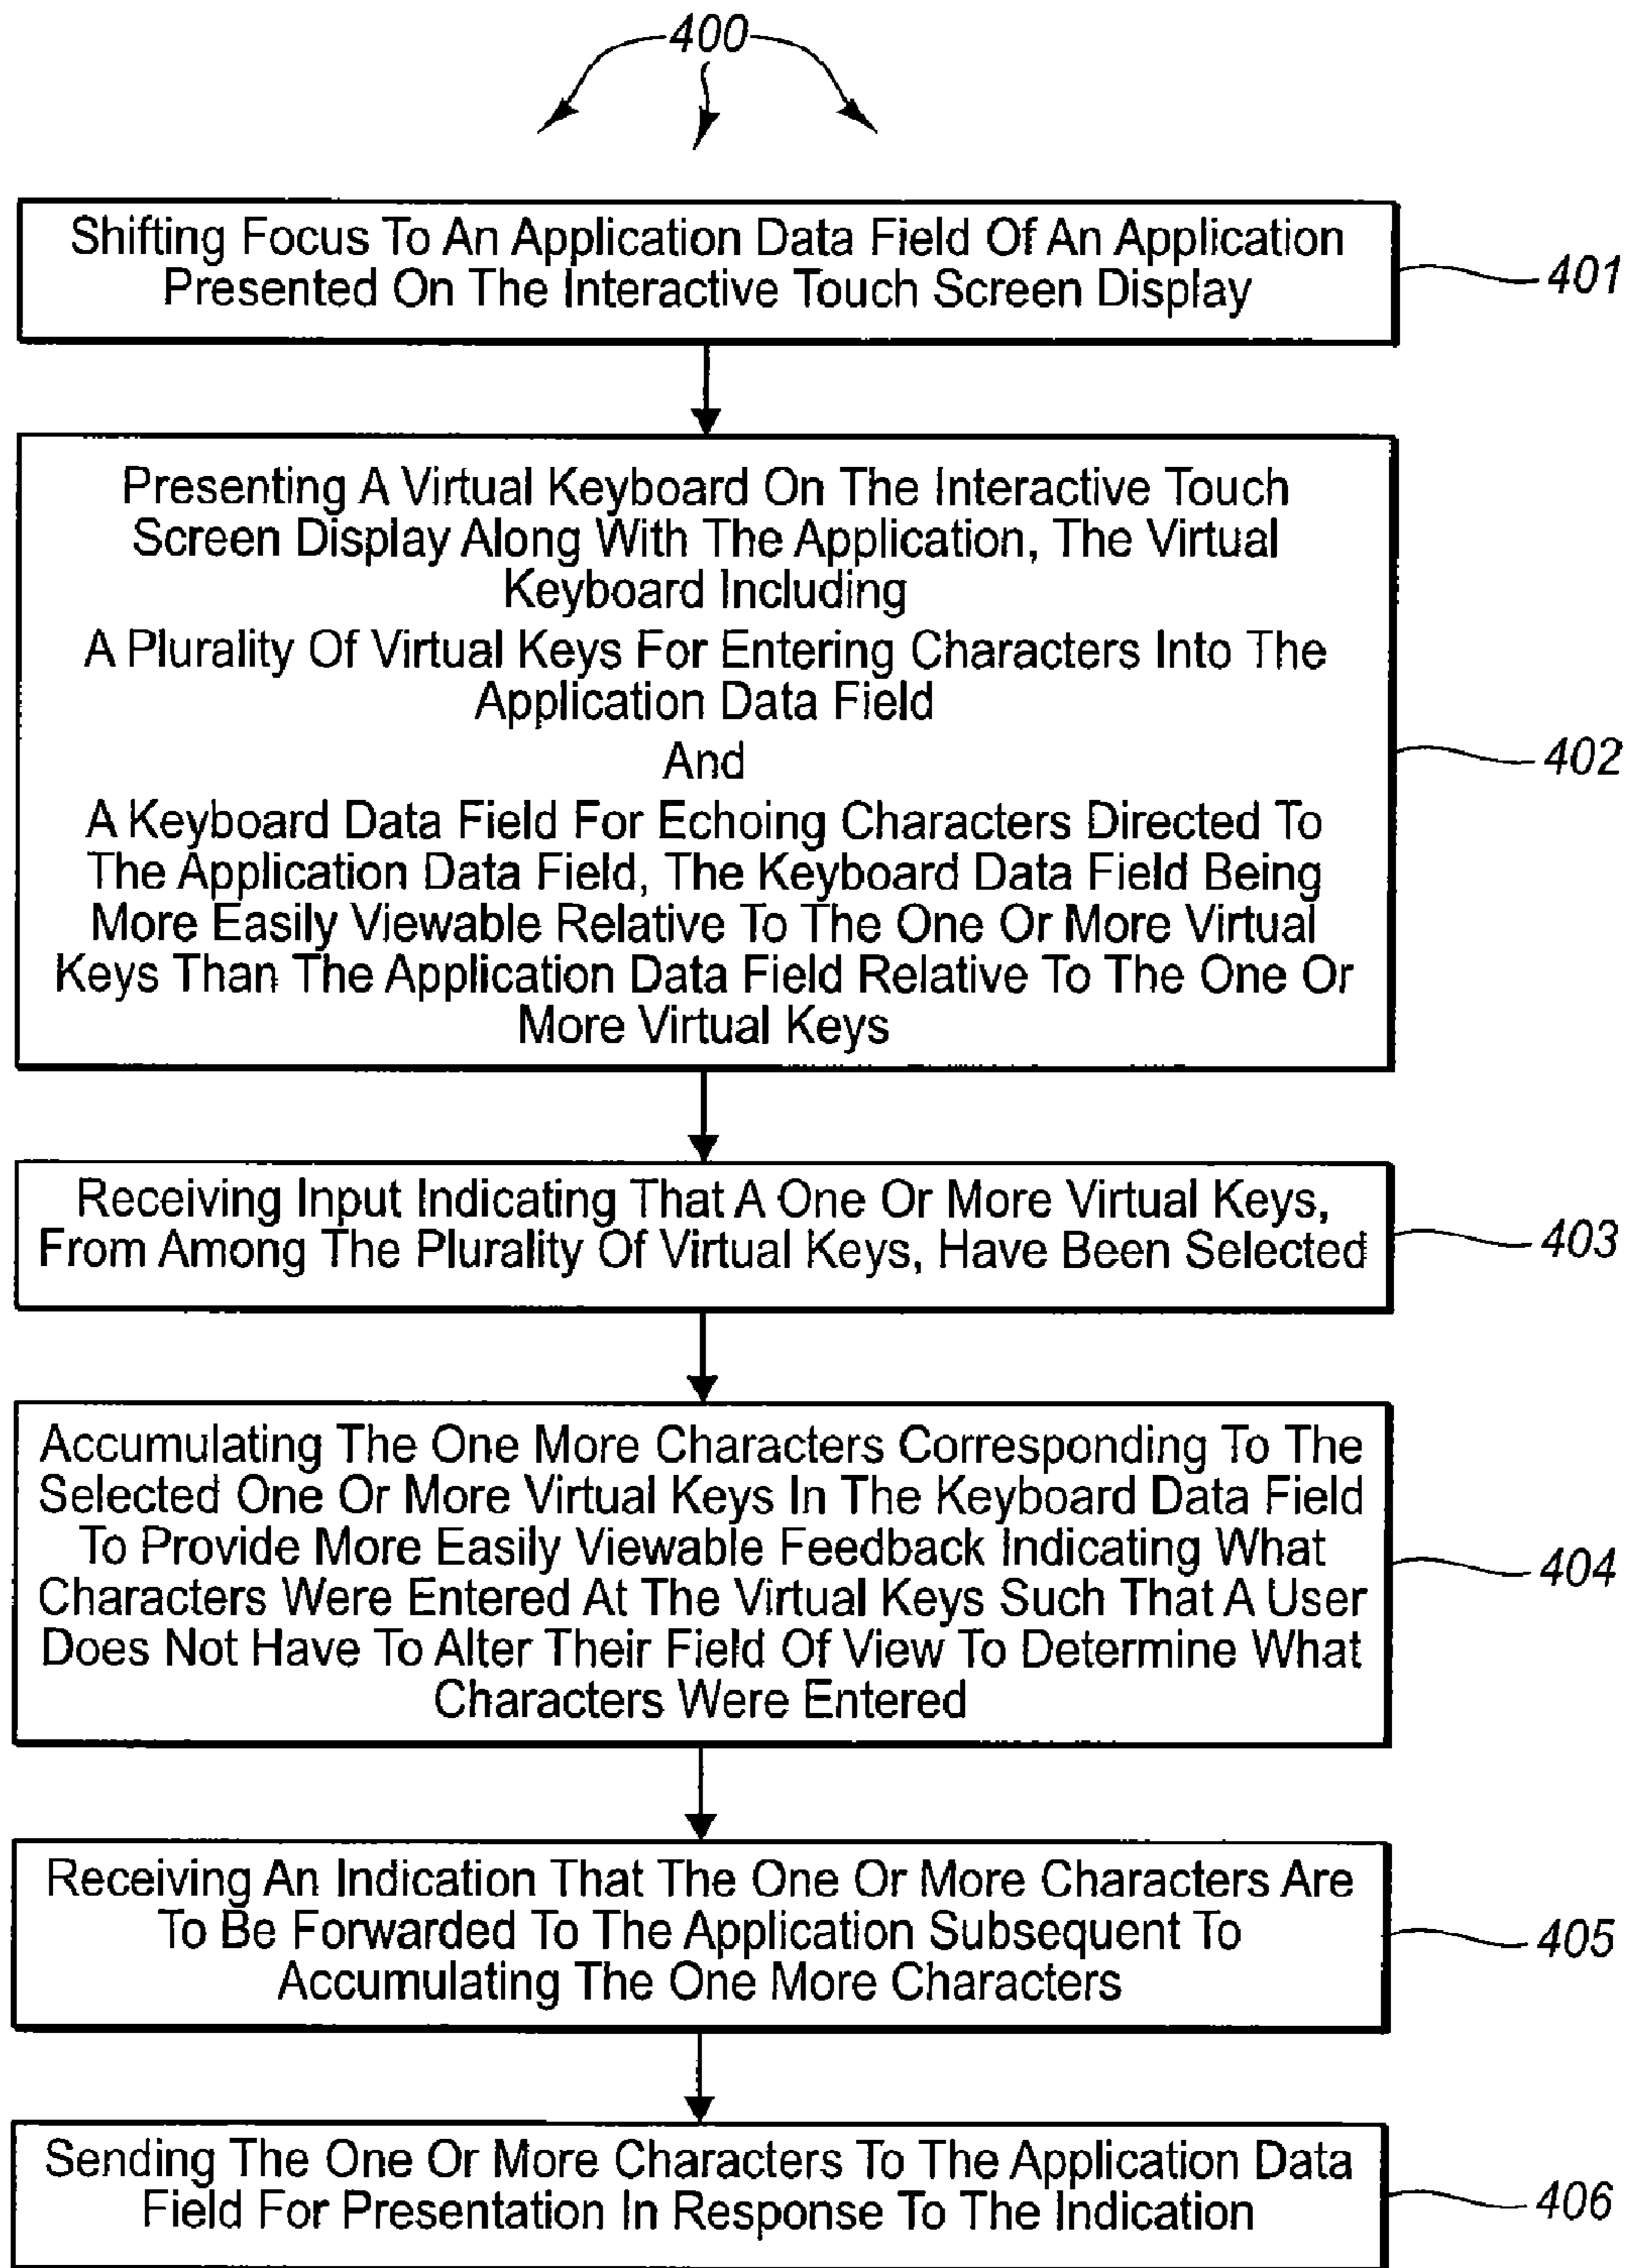 400
Shifting Focus To An Application Data Field Of An Application
Presented On The Interactive Touch Screen Display
401
Presenting A Virtual Keyboard On The Interactive Touch
Screen Display Along With The Application, The Virtual
Keyboard Including
A Plurality Of Virtual Keys For Entering Characters Into The
Application Data Field
And
A Keyboard Data Field For Echoing Characters Directed To
The Application Data Field, The Keyboard Data Field Being
More Easily Viewable Relative To The One Or More Virtual
Keys Than The Application Data Field Relative To The One Or
More Virtual Keys
402
Receiving Input Indicating That A One Or More Virtual Keys,
From Among The Plurality Of Virtual Keys, Have Been Selected
403
Accumulating The One More Characters Corresponding To The
Selected One Or More Virtual Keys In The Keyboard Data Field
To Provide More Easily Viewable Feedback Indicating What
Characters Were Entered At The Virtual Keys Such That A User
Does Not Have To Alter Their Field Of View To Determine What
Characters Were Entered
404
Receiving An Indication That The One Or More Characters Are
To Be Forwarded To The Application Subsequent To
Accumulating The One More Characters
405
Sending The One Or More Characters To The Application Data
Field For Presentation In Response To The Indication
406